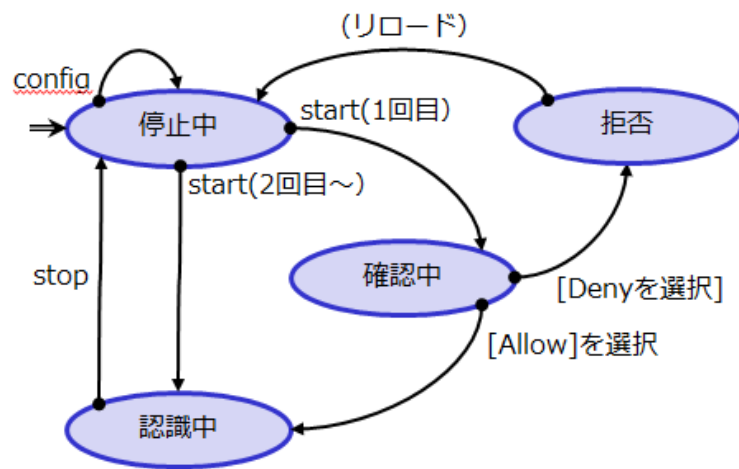 (リロード)
config
停止中
start(1回目)
拒否
start(2回目～)
確認中
stop
[Denyを選択]
[Allow]を選択
認識中